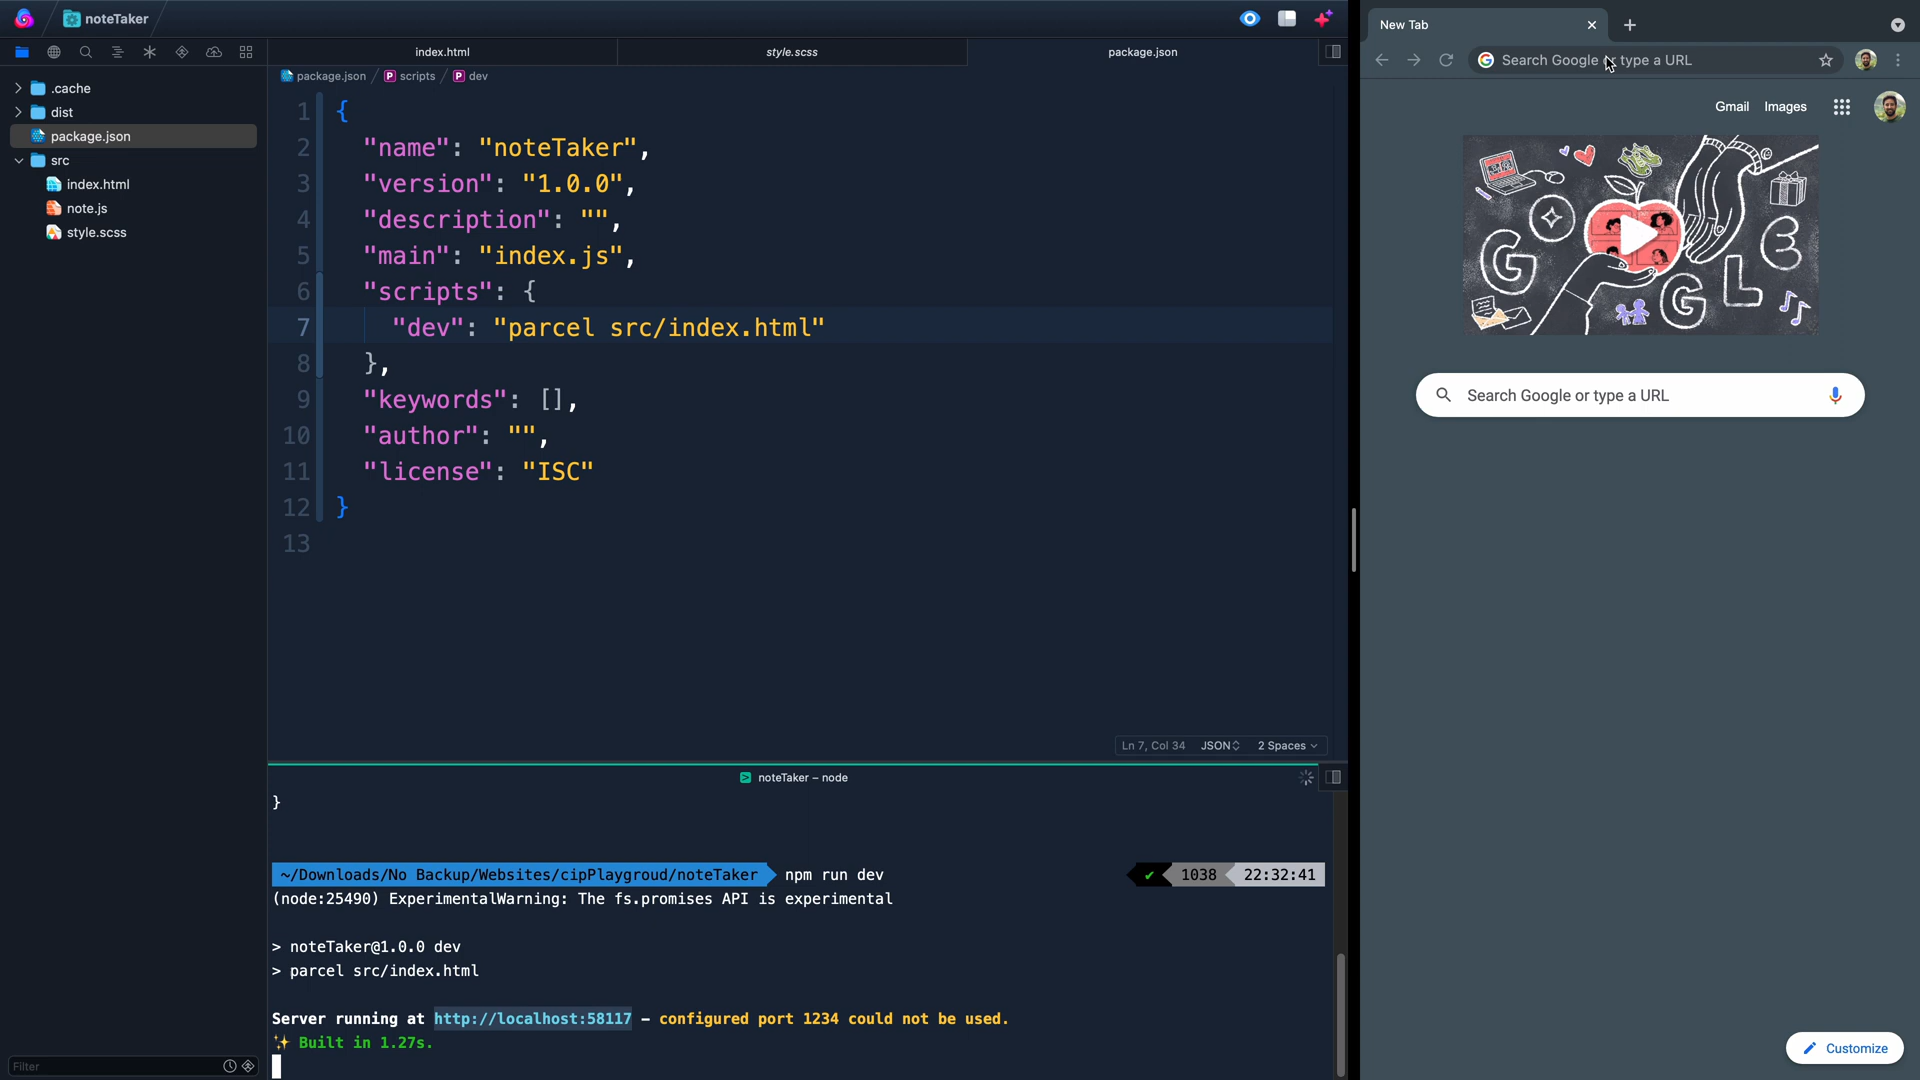 noteTaker
index.html
style.scss
package.json
package.json
scripts
dev
.cache
dist
package.json
src
index.html
note.js
style.scss
1 {
2 "name": "noteTaker",
3 "version": "1.0.0",
4 "description": "",
5 "main": "index.js",
6 "scripts": {
7 "dev": "parcel src/index.html"
8 },
9 "keywords": [],
10 "author": "",
11 "license": "ISC"
12 }
13
Ln 7, Col 34 JSON 2 Spaces
noteTaker – node
}
~/Downloads/No Backup/Websites/cipPlaygroud/noteTaker npm run dev ✔ 1038 22:32:41
(node:25490) ExperimentalWarning: The fs.promises API is experimental
> noteTaker@1.0.0 dev
> parcel src/index.html
Server running at http://localhost:58117 – configured port 1234 could not be used.
✨ Built in 1.27s.
Filter
New Tab
Search Google or type a URL
Gmail Images
G GLE
Search Google or type a URL
Customize